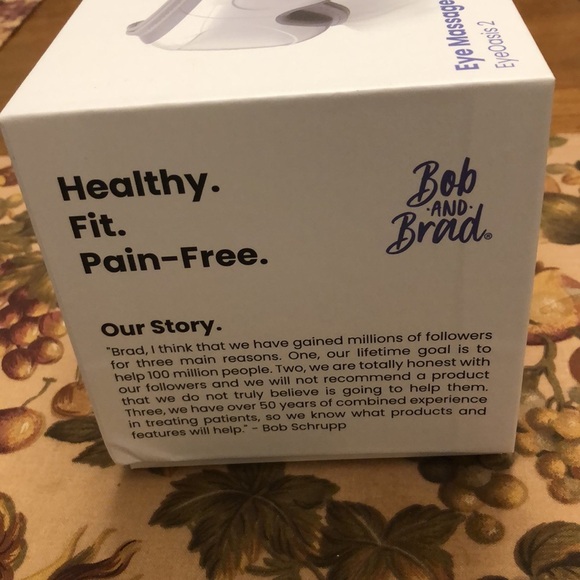 Eye Massage
EyeOasis 2
Healthy.
Fit.
Pain-Free.
Bob
·AND·
Brad®
Our Story.
"Brad, I think that we have gained millions of followers
for three main reasons. One, our lifetime goal is to
help 100 million people. Two, we are totally honest with
our followers and we will not recommend a product
that we do not truly believe is going to help them.
Three, we have over 50 years of combined experience
in treating patients, so we know what products and
features will help." - Bob Schrupp